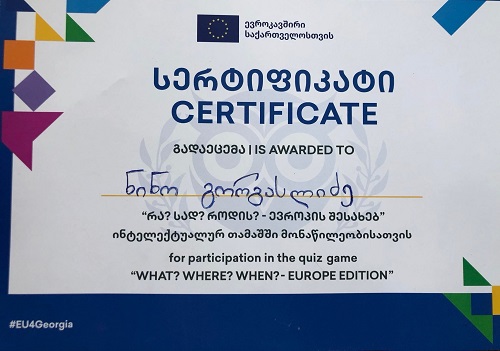 ევროკავშირი
საქართველოსთვის
ᲡᲔᲠᲢᲘᲤᲘᲙᲐᲢᲘ
CERTIFICATE
ᲒᲐᲓᲐᲔᲪᲔᲛᲐ | IS AWARDED TO
ნინო გორგასლიძე
“ᲠᲐ? ᲡᲐᲓ? ᲠᲝᲓᲘᲡ? - ᲔᲕᲠᲝᲞᲘᲡ ᲨᲔᲡᲐᲮᲔᲑ”
ᲘᲜᲢᲔᲚᲔᲥᲢᲣᲐᲚᲣᲠ ᲗᲐᲛᲐᲨᲨᲘ ᲛᲝᲜᲐᲬᲘᲚᲔᲝᲑᲘᲡᲐᲗᲕᲘᲡ
for participation in the quiz game
“WHAT? WHERE? WHEN? - EUROPE EDITION”
#EU4Georgia